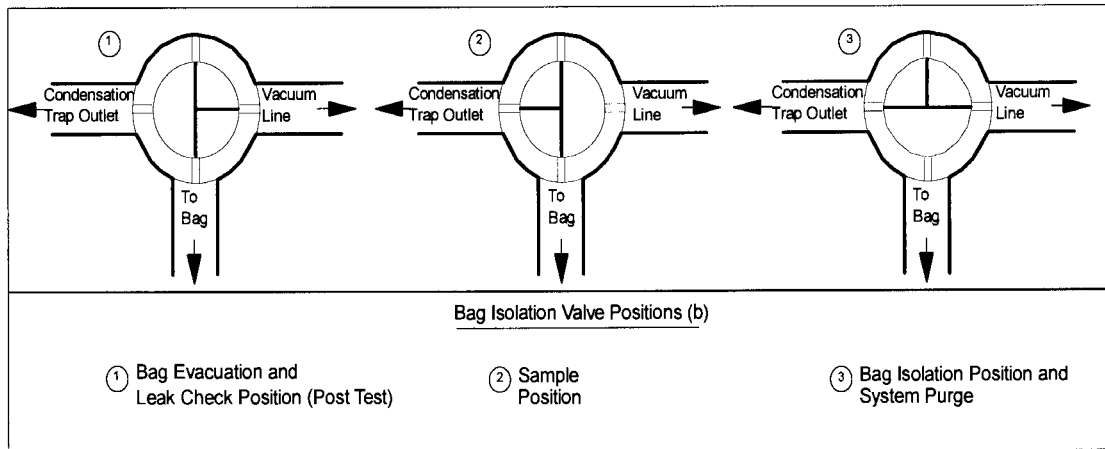 1
Condensation
Trap Outlet
Vacuum
Line
To
Bag
2
Condensation
Trap Outlet
Vacuum
Line
To
Bag
3
Condensation
Trap Outlet
Vacuum
Line
To
Bag
Bag Isolation Valve Positions (b)
1 Bag Evacuation and
Leak Check Position (Post Test)
2 Sample
Position
3 Bag Isolation Position and
System Purge